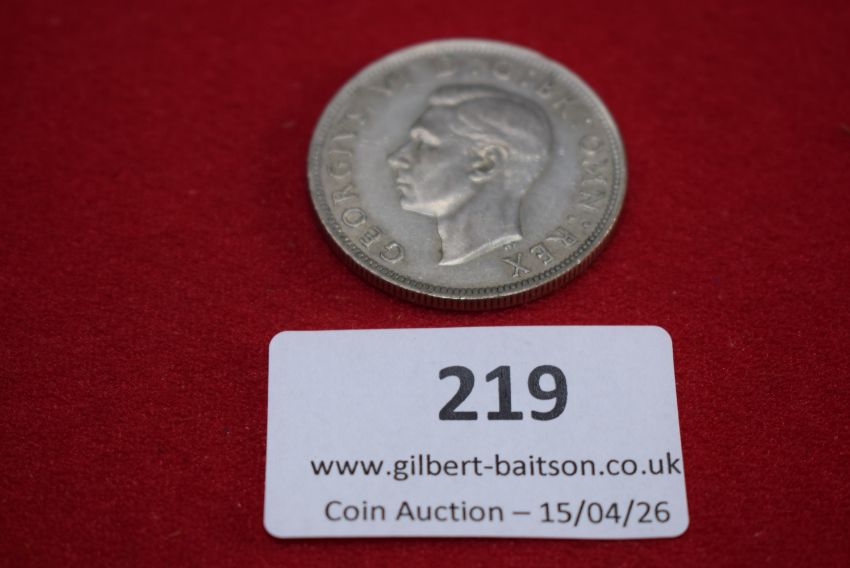 GEORGIVS VI D : G : BR : OMN : REX
219
www.gilbert-baitson.co.uk
Coin Auction – 15/04/26